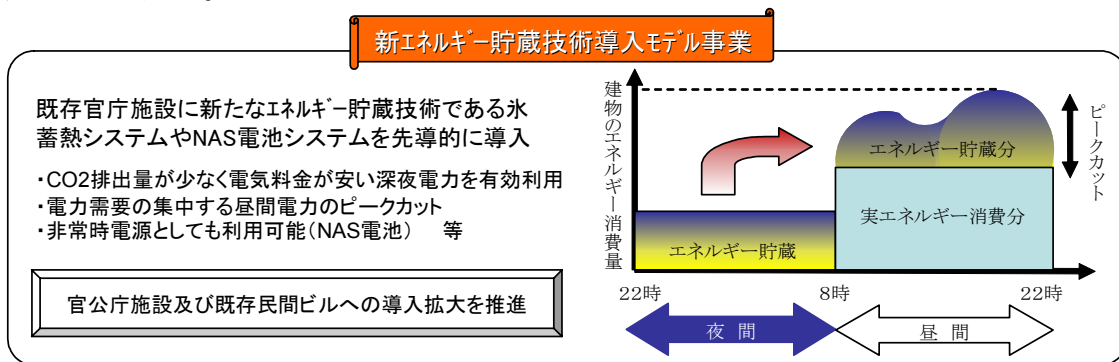 新エネルギー貯蔵技術導入モデル事業
既存官庁施設に新たなエネルギー貯蔵技術である氷
蓄熱システムやNAS電池システムを先導的に導入
・CO2排出量が少なく電気料金が安い深夜電力を有効利用
・電力需要の集中する昼間電力のピークカット
・非常時電源としても利用可能(NAS電池)　等
官公庁施設及び既存民間ビルへの導入拡大を推進
建物のエネルギー消費量
エネルギー貯蔵分
ピークカット
実エネルギー消費分
エネルギー貯蔵
22時
8時
22時
夜 間
昼 間